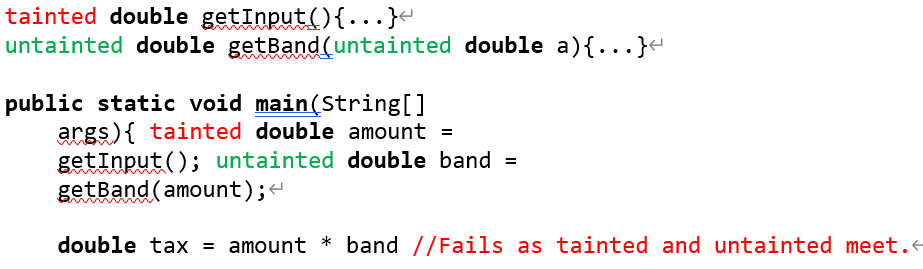 tainted double getInput(){...}↵
untainted double getBand(untainted double a){...}↵
public static void main(String[]
args){ tainted double amount =
getInput(); untainted double band =
getBand(amount);↵
double tax = amount * band //Fails as tainted and untainted meet.↵